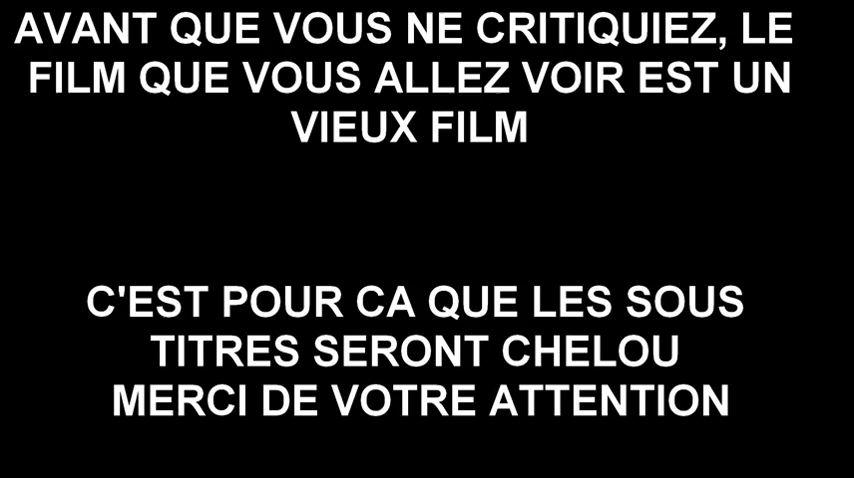 AVANT QUE VOUS NE CRITIQUIEZ, LE
FILM QUE VOUS ALLEZ VOIR EST UN
VIEUX FILM
C'EST POUR CA QUE LES SOUS
TITRES SERONT CHELOU
MERCI DE VOTRE ATTENTION